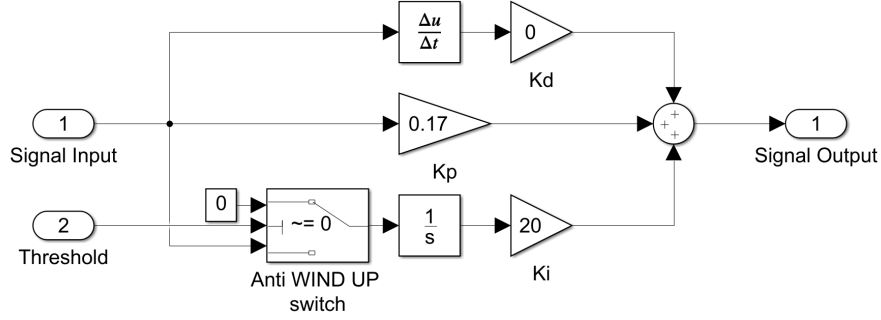 Δu
Δt
0
Kd
1
Signal Input
0.17
Kp
+
+
+
1
Signal Output
0
2
Threshold
~= 0
Anti WIND UP
switch
1
s
20
Ki